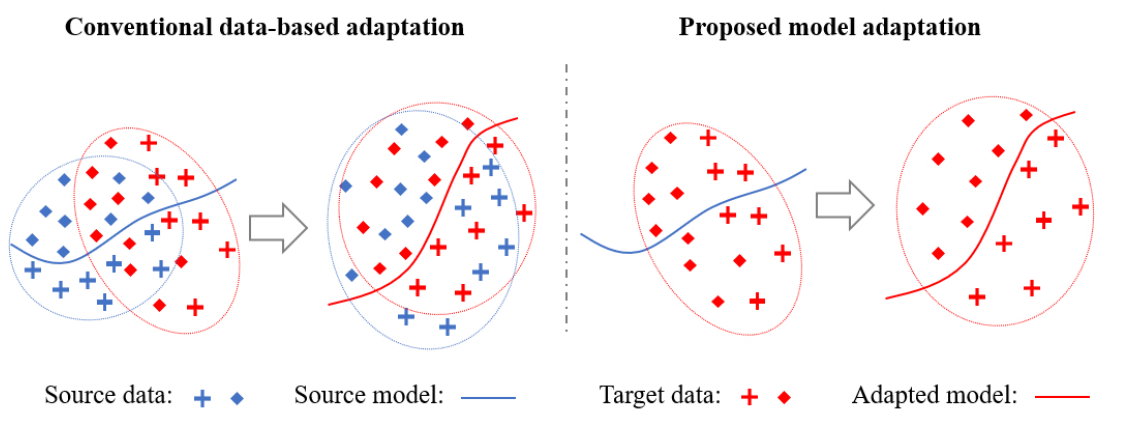 Conventional data-based adaptation
Proposed model adaptation
Source data:
Source model:
Target data:
Adapted model: